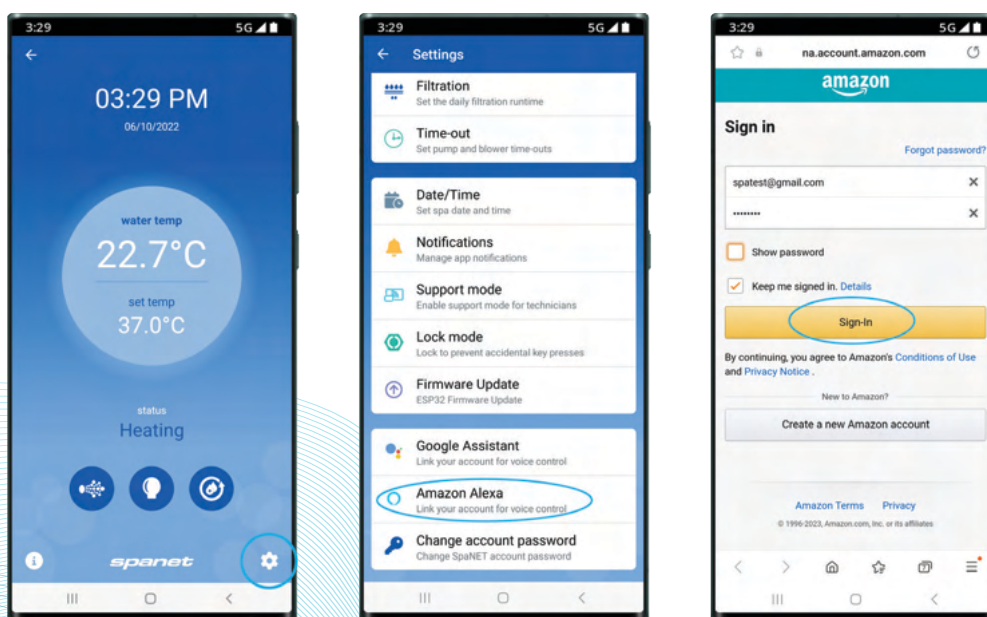 3:29
5G
03:29 PM
06/10/2022
water temp
22.7°C
set temp
37.0°C
status
Heating
spanet
3:29
5G
Settings
Filtration
Set the daily filtration runtime
Time-out
Set pump and blower time-outs
Date/Time
Set spa date and time
Notifications
Manage app notifications
Support mode
Enable support mode for technicians
Lock mode
Lock to prevent accidental key presses
Firmware Update
ESP32 Firmware Update
Google Assistant
Link your account for voice control
Amazon Alexa
Link your account for voice control
Change account password
Change SpaNET account password
3:29
5G
na.account.amazon.com
amazon
Sign in
Forgot password?
spatest@gmail.com
Show password
Keep me signed in. Details
Sign-In
By continuing, you agree to Amazon's Conditions of Use
and Privacy Notice .
New to Amazon?
Create a new Amazon account
Amazon Terms Privacy
© 1996-2023, Amazon.com, Inc. or its affiliates